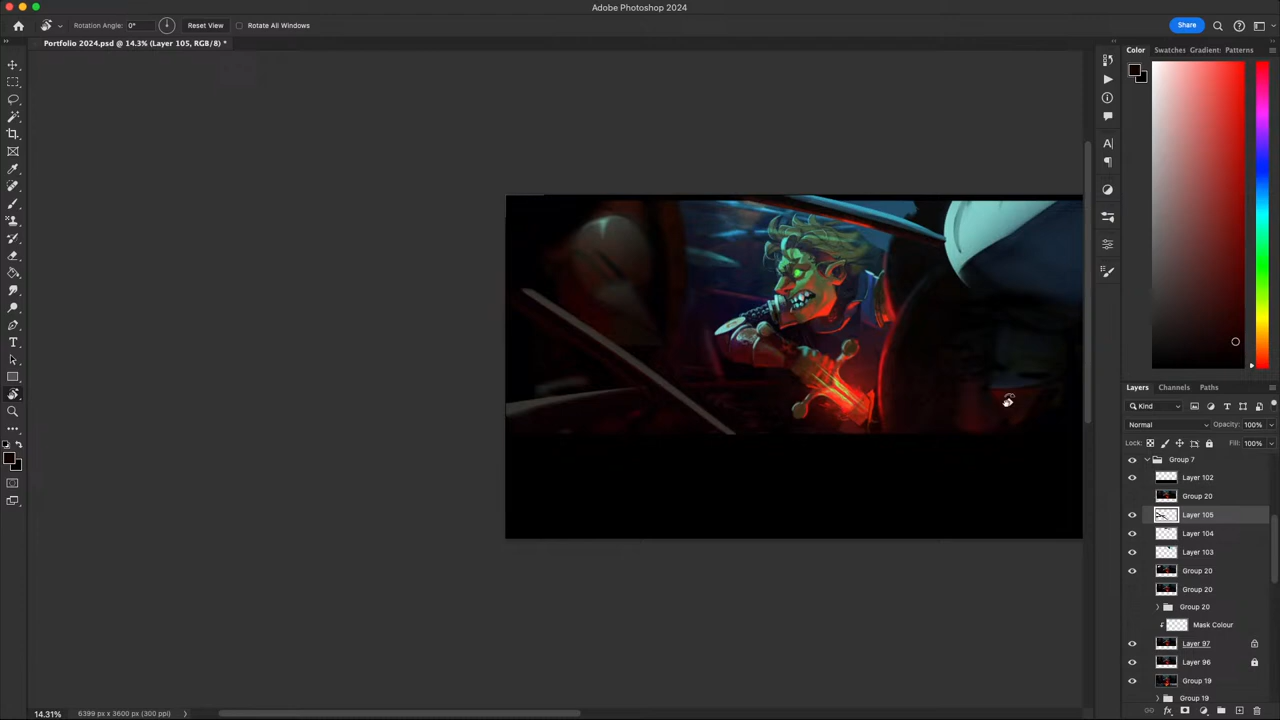 Adobe Photoshop 2024
Rotation Angle: 0° Reset View Rotate All Windows
Share
Portfolio 2024.psd @ 14.3% (Layer 105, RGB/8) *
Color Swatches Gradient: Patterns
Layers Channels Paths
Kind
Normal Opacity: 100%
Lock: Fill: 100%
Group 7
Layer 102
Group 20
Layer 105
Layer 104
Layer 103
Group 20
Group 20
Group 20
Mask Colour
Layer 97
Layer 96
Group 19
Group 19
14.31% 6399 px x 3600 px (300 ppi)